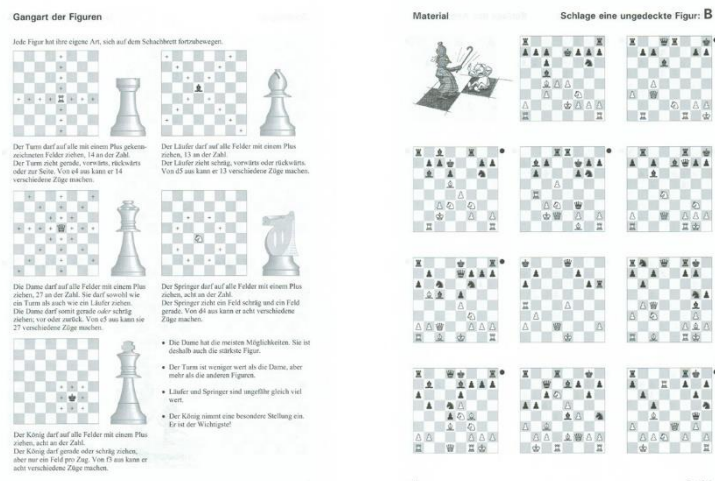 Gangart der Figuren
Jede Figur hat ihre eigene Art, sich auf dem Schachbrett fortzubewegen.
Der Turm darf auf alle mit einem Plus gekenn-
zeichneten Felder ziehen, 14 an der Zahl.
Der Turm zieht gerade, vorwärts, rückwärts
oder zur Seite. Von e4 aus kann er 14
verschiedene Züge machen.
Der Läufer darf auf alle Felder mit einem Plus
ziehen, 13 an der Zahl.
Der Läufer zieht schräg, vorwärts oder rückwärts.
Von d5 aus kann er 13 verschiedene Züge machen.
Die Dame darf auf alle Felder mit einem Plus
ziehen, 27 an der Zahl. Sie darf sowohl wie
ein Turm als auch wie ein Läufer ziehen.
Die Dame darf somit gerade oder schräg
ziehen; vor oder zurück. Von e5 aus kann sie
27 verschiedene Züge machen.
Der Springer darf auf alle Felder mit einem Plus
ziehen, acht an der Zahl.
Der Springer zieht ein Feld schräg und ein Feld
gerade. Von d4 aus kann er acht verschiedene
Züge machen.
Der König darf auf alle Felder mit einem Plus
ziehen, acht an der Zahl.
Der König darf gerade oder schräg ziehen,
aber nur ein Feld pro Zug. Von f3 aus kann er
acht verschiedene Züge machen.
• Die Dame hat die meisten Möglichkeiten. Sie ist
deshalb auch die stärkste Figur.
• Der Turm ist weniger wert als die Dame, aber
mehr als die anderen Figuren.
• Läufer und Springer sind ungefähr gleich viel
wert.
• Der König nimmt eine besondere Stellung ein.
Er ist der Wichtigste!
Material
Schlage eine ungedeckte Figur: B